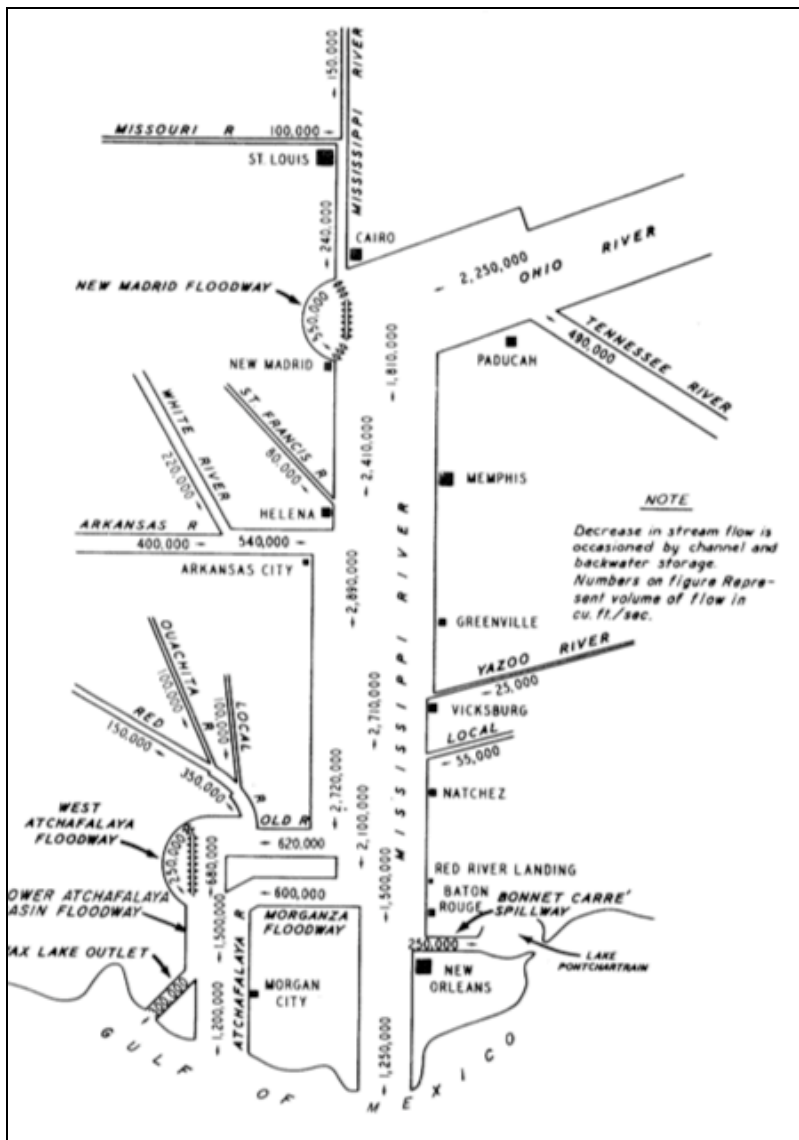 150,000
MISSISSIPPI RIVER
MISSOURI R
100,000
ST. LOUIS
240,000
CAIRO
2,250,000
OHIO RIVER
NEW MADRID FLOODWAY
550,000
NEW MADRID
1,810,000
PADUCAH
490,000
TENNESSEE RIVER
WHITE RIVER
220,000
ST FRANCIS R
80,000
2,410,000
MEMPHIS
HELENA
ARKANSAS R
400,000
540,000
ARKANSAS CITY
2,890,000
MISSISSIPPI RIVER
NOTE
Decrease in stream flow is
occasioned by channel and
backwater storage.
Numbers on figure Repre-
sent volume of flow in
cu. ft./sec.
GREENVILLE
YAZOO RIVER
25,000
OUACHITA R
100,000
LOCAL
100,000
RED R
150,000
350,000
2,710,000
VICKSBURG
LOCAL
55,000
NATCHEZ
WEST
ATCHAFALAYA
FLOODWAY
250,000
OLD R
2,720,000
620,000
2,100,000
680,000
RED RIVER LANDING
BATON
ROUGE
BONNET CARRE'
SPILLWAY
OWER ATCHAFALAYA
ASIN FLOODWAY
600,000
1,500,000
MORGANZA
FLOODWAY
1,500,000
250,000
LAKE
PONTCHARTRAIN
AX LAKE OUTLET
NEW
ORLEANS
MORGAN
CITY
ATCHAFALAYA R
1,200,000
1,250,000
GULF OF MEXICO